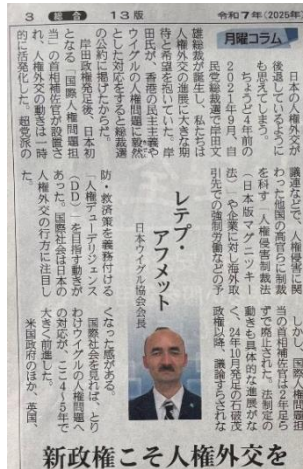 3 総合 13版 令和7年(2025年
月曜コラム
日本の人権外交が
後退しているように
も思えてしまう。
ちょうど4年前の
2021年9月、自
民党総裁選で岸田文
雄総裁が誕生し、私たちは
人権外交の進展に大きな期
待と希望を抱いていた。岸
田氏が、香港の民主主義や
ウイグルの人権問題に毅然
とした対応をすると総裁選
の公約に掲げたからだ。
岸田政権発足後、日本初
となる「国際人権問題担
当」の首相補佐官が設置さ
れ、人権外交の動きは一時
的に活発化した。超党派の
議連などで、人権侵害に関
わった他国の高官らに制裁
を科す「人権侵害制裁法
(日本版マグニツキー
法)」や企業に対し海外取
引先での強制労働などの予
防・救済策を義務付ける
「人権デューデリジェンス
(DD)」を目指す動きが
あった。国際社会は日本の
人権外交の行方に注目し
た。
レテプ・
アフメット
日本ウイグル協会会長
しかし、国際人権問題担
当の首相補佐官は2年足ら
ずで廃止された。法制定の
動きも具体的な進展がな
く、24年10月発足の石破茂
政権以降、議論すらされな
くなった感がある。
国際社会を見れば、とり
わけウイグルの人権問題へ
の対応が、ここ4~5年で
大きく前進した。
米国政府のほか、英国、
新政権こそ人権外交を